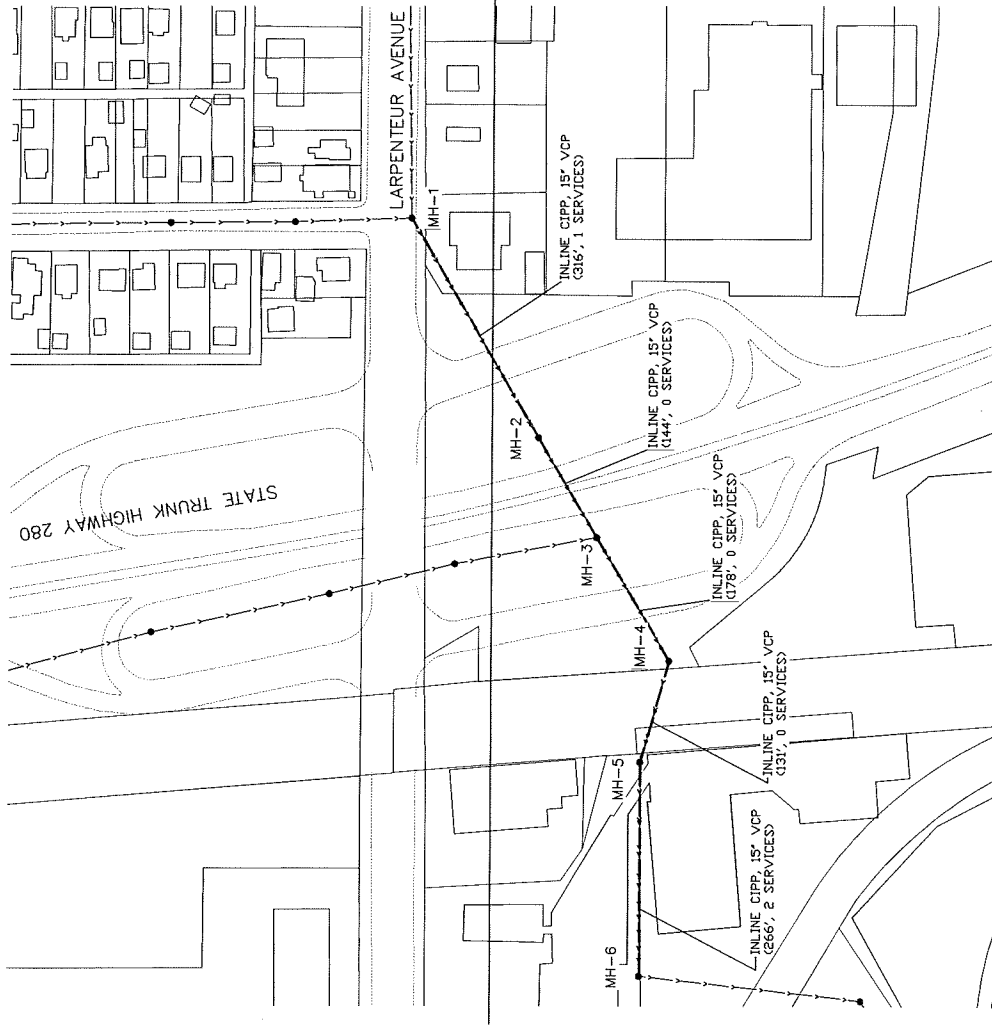 LARPENTEUR AVENUE
MH-1
INLINE CIPP, 15" VCP
(316', 1 SERVICES)
STATE TRUNK HIGHWAY 280
MH-2
INLINE CIPP, 15" VCP
(144', 0 SERVICES)
MH-3
INLINE CIPP, 15" VCP
(178', 0 SERVICES)
MH-4
INLINE CIPP, 15" VCP
(131', 0 SERVICES)
MH-5
INLINE CIPP, 15" VCP
(266', 2 SERVICES)
MH-6